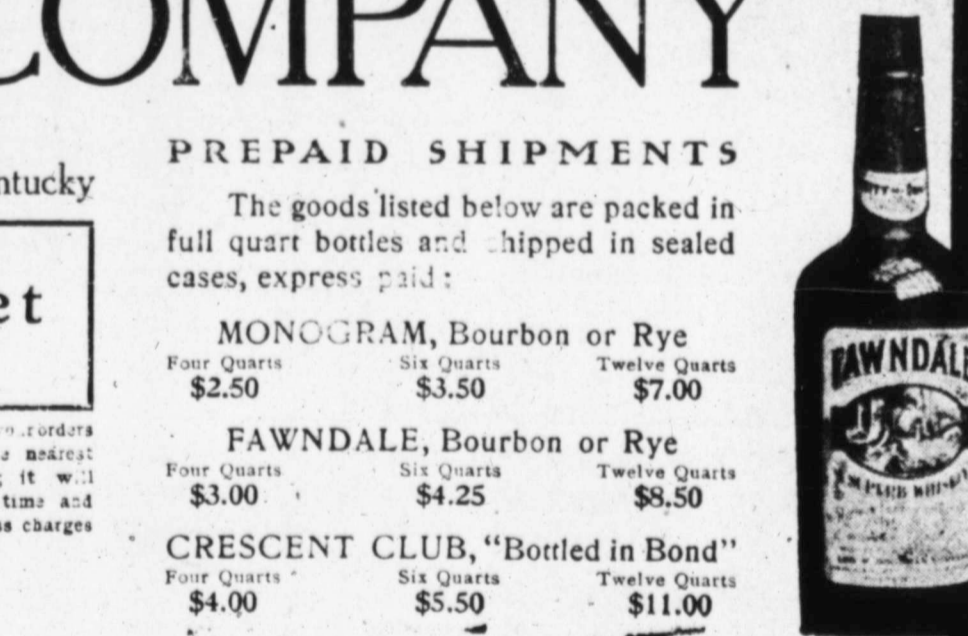 COMPANY
PREPAID SHIPMENTS
The goods listed below are packed in
full quart bottles and shipped in sealed
cases, express paid:
MONOGRAM, Bourbon or Rye
Four Quarts Six Quarts Twelve Quarts
$2.50 $3.50 $7.00
FAWNDALE, Bourbon or Rye
Four Quarts Six Quarts Twelve Quarts
$3.00 $4.25 $8.50
CRESCENT CLUB, "Bottled in Bond"
Four Quarts Six Quarts Twelve Quarts
$4.00 $5.50 $11.00
ntucky
et
orders
nearest
it will
time and
ss charges
FAWNDALE